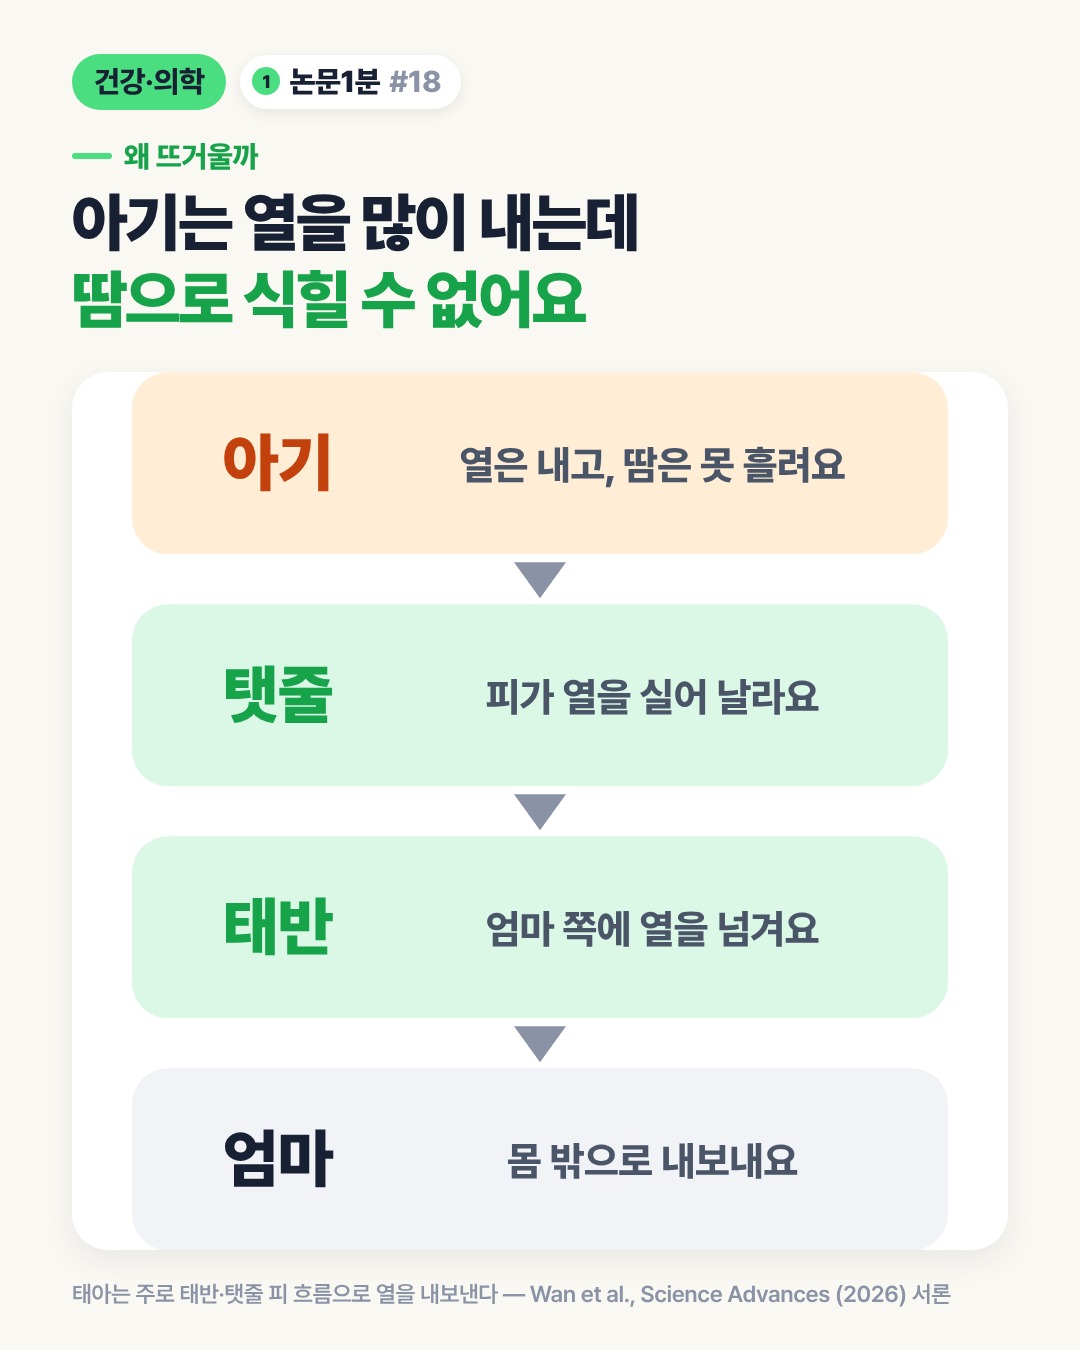 건강·의학
1 논문1분 #18
왜 뜨거울까
아기는 열을 많이 내는데
땀으로 식힐 수 없어요
아기 열은 내고, 땀은 못 흘려요
탯줄 피가 열을 실어 날라요
태반 엄마 쪽에 열을 넘겨요
엄마 몸 밖으로 내보내요
태아는 주로 태반·탯줄 피 흐름으로 열을 내보낸다 — Wan et al., Science Advances (2026) 서론